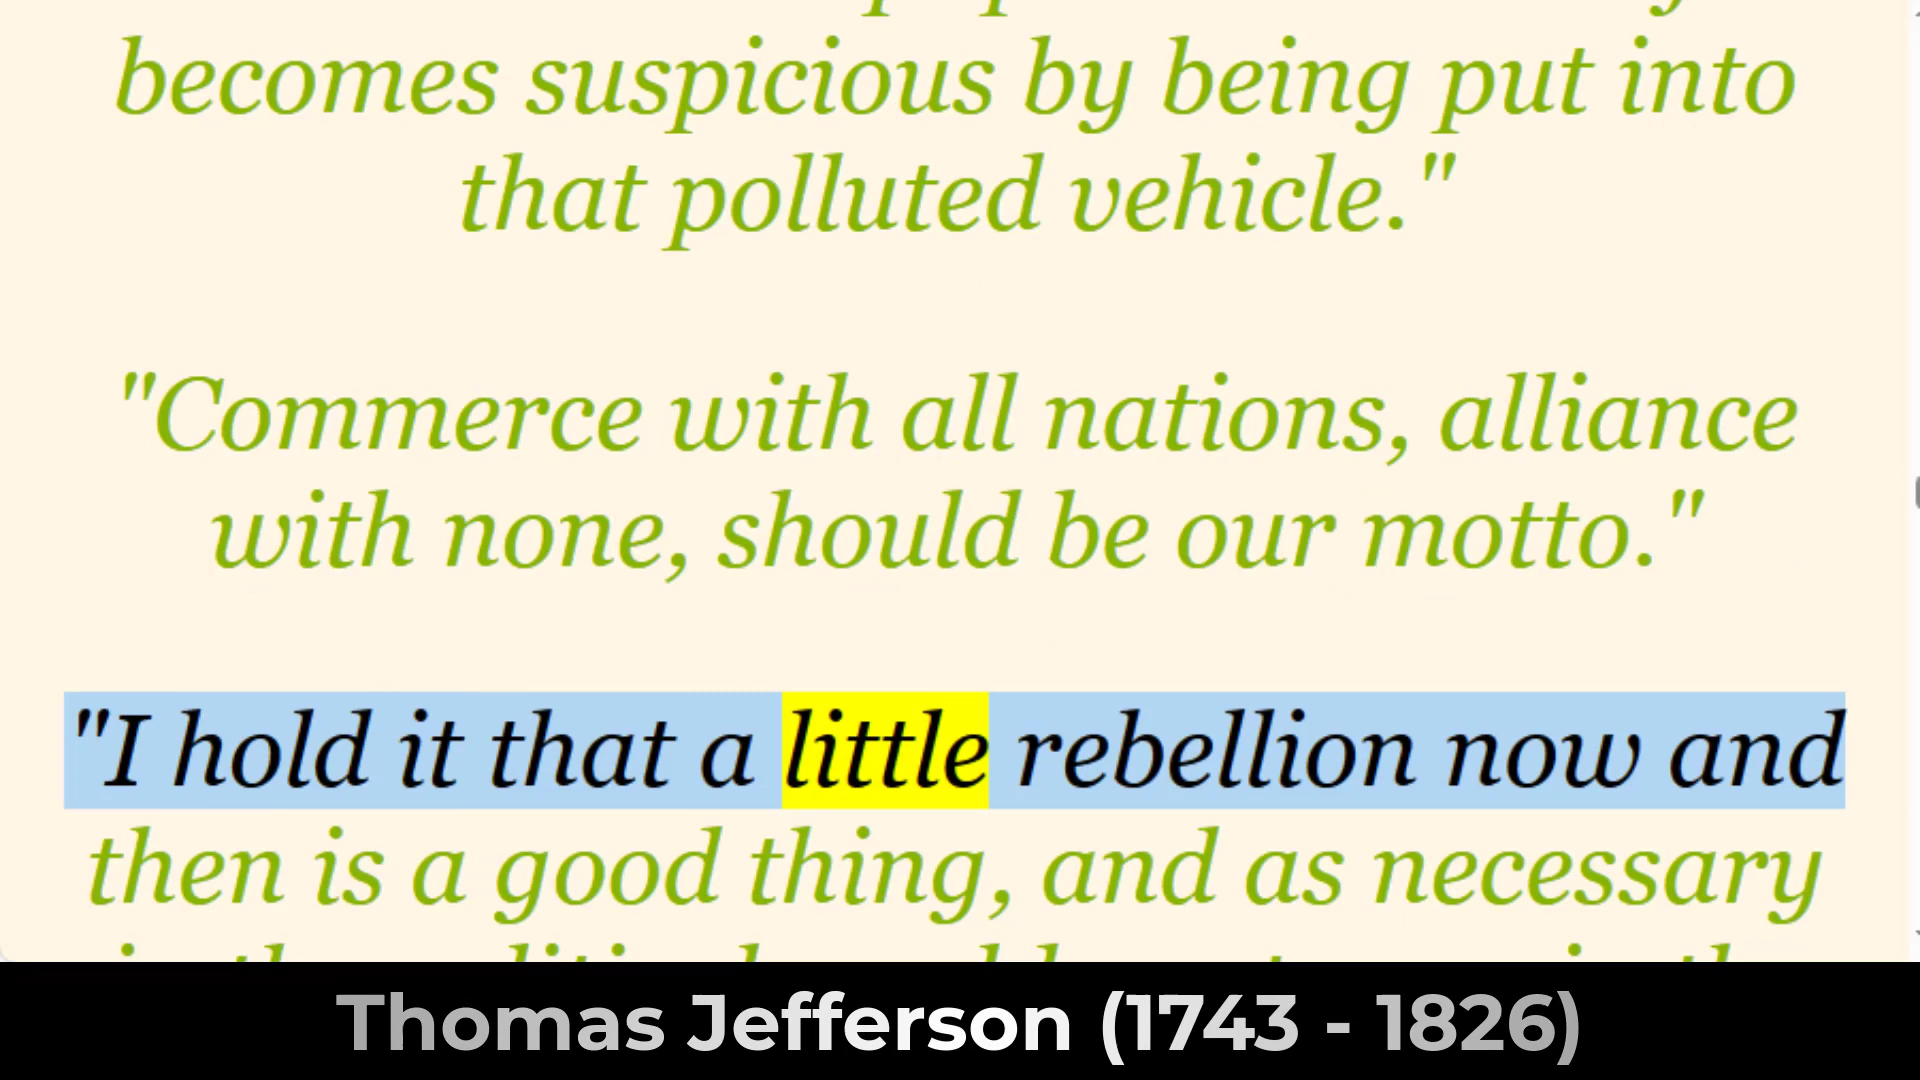 becomes suspicious by being put into
that polluted vehicle."
"Commerce with all nations, alliance
with none, should be our motto."
"I hold it that a little rebellion now and
then is a good thing, and as necessary
Thomas Jefferson (1743 - 1826)